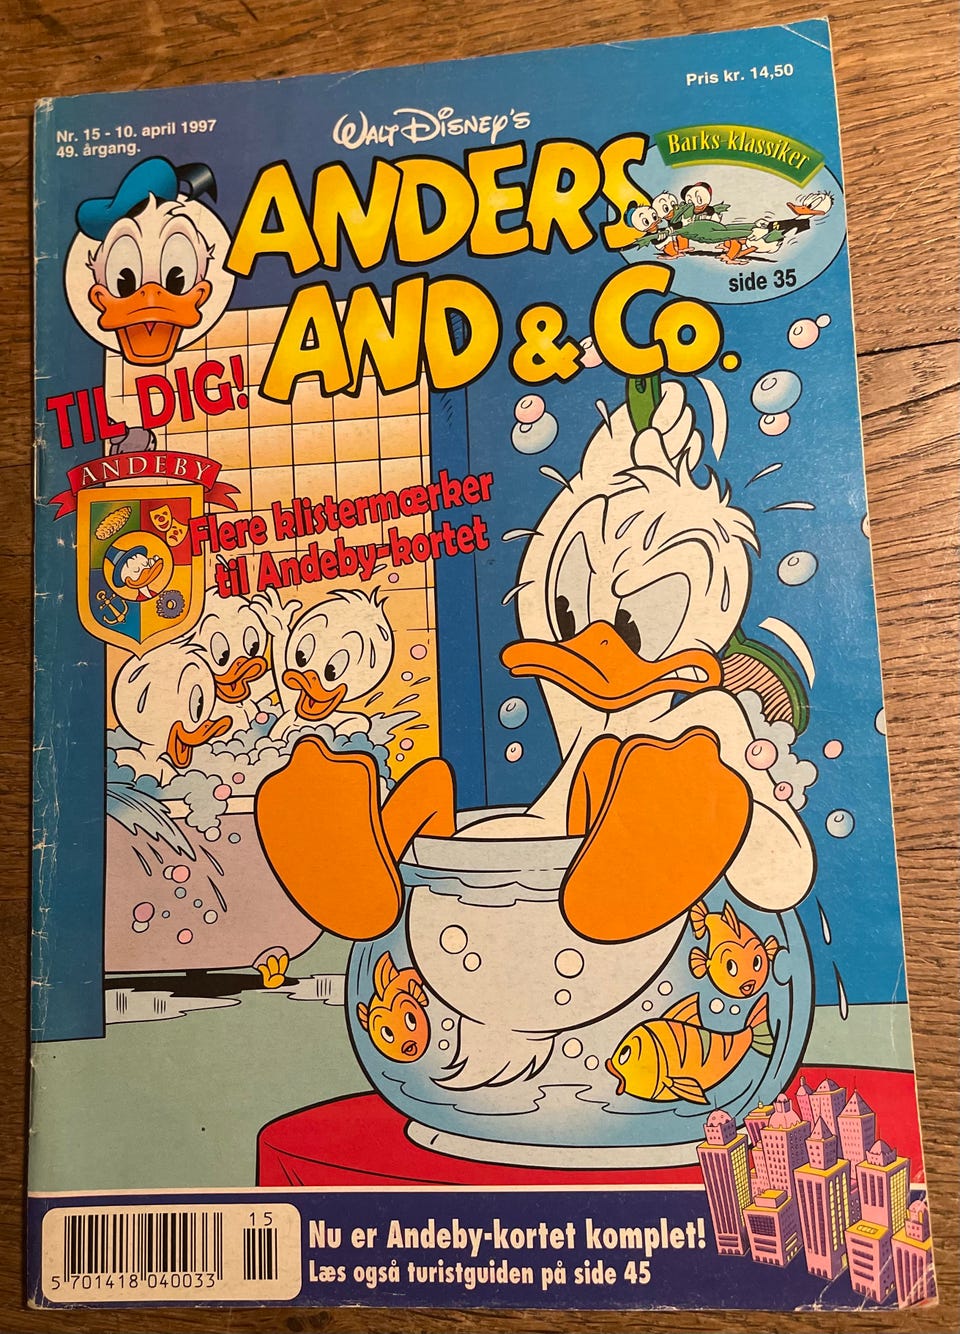 Pris kr. 14,50
Nr. 15 - 10. april 1997
49. årgang.
WALT DISNEY'S
ANDERS
AND & Co.
Barks-klassiker
side 35
TIL DIG!
ANDEBY
Flere klistermærker
til Andeby-kortet
15
5 701418 040033
Nu er Andeby-kortet komplet!
Læs også turistguiden på side 45